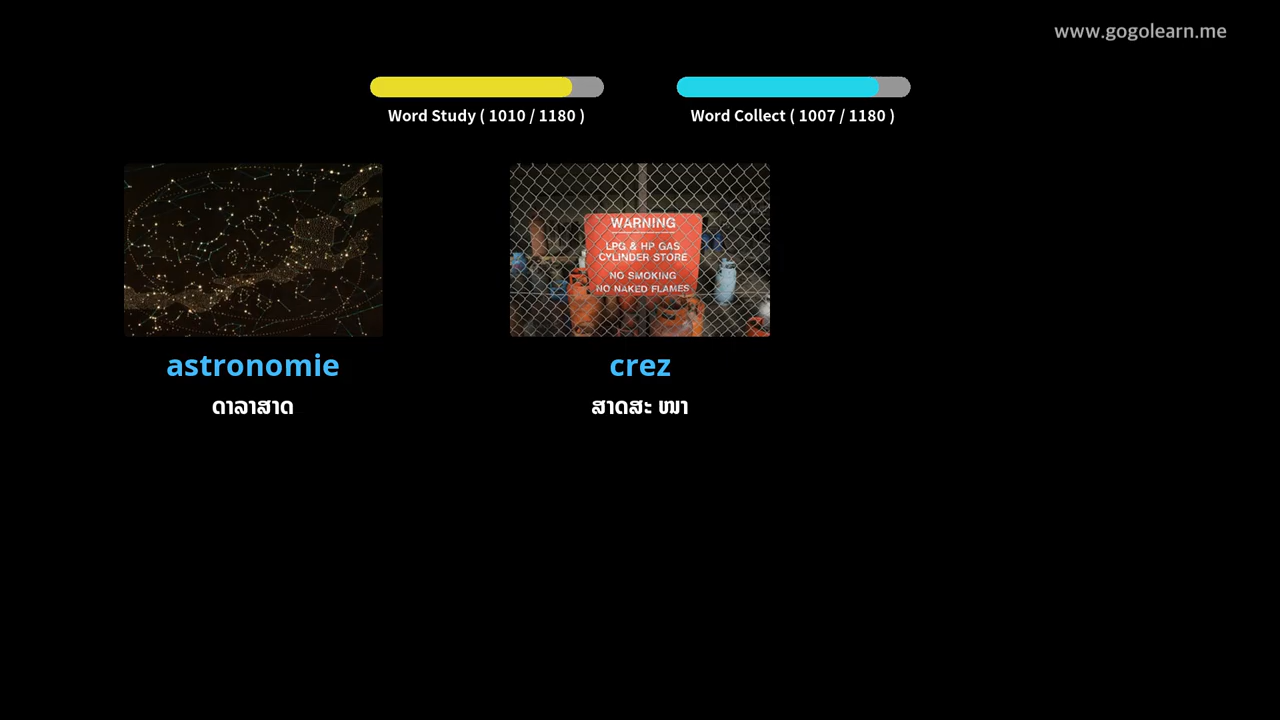 www.gogolearn.me
Word Study ( 1010 / 1180 )
Word Collect ( 1007 / 1180 )
WARNING
LPG & HP GAS
CYLINDER STORE
NO SMOKING
NO NAKED FLAMES
astronomie
crez
ດາລາສາດ
ສາດສະ ໜາ